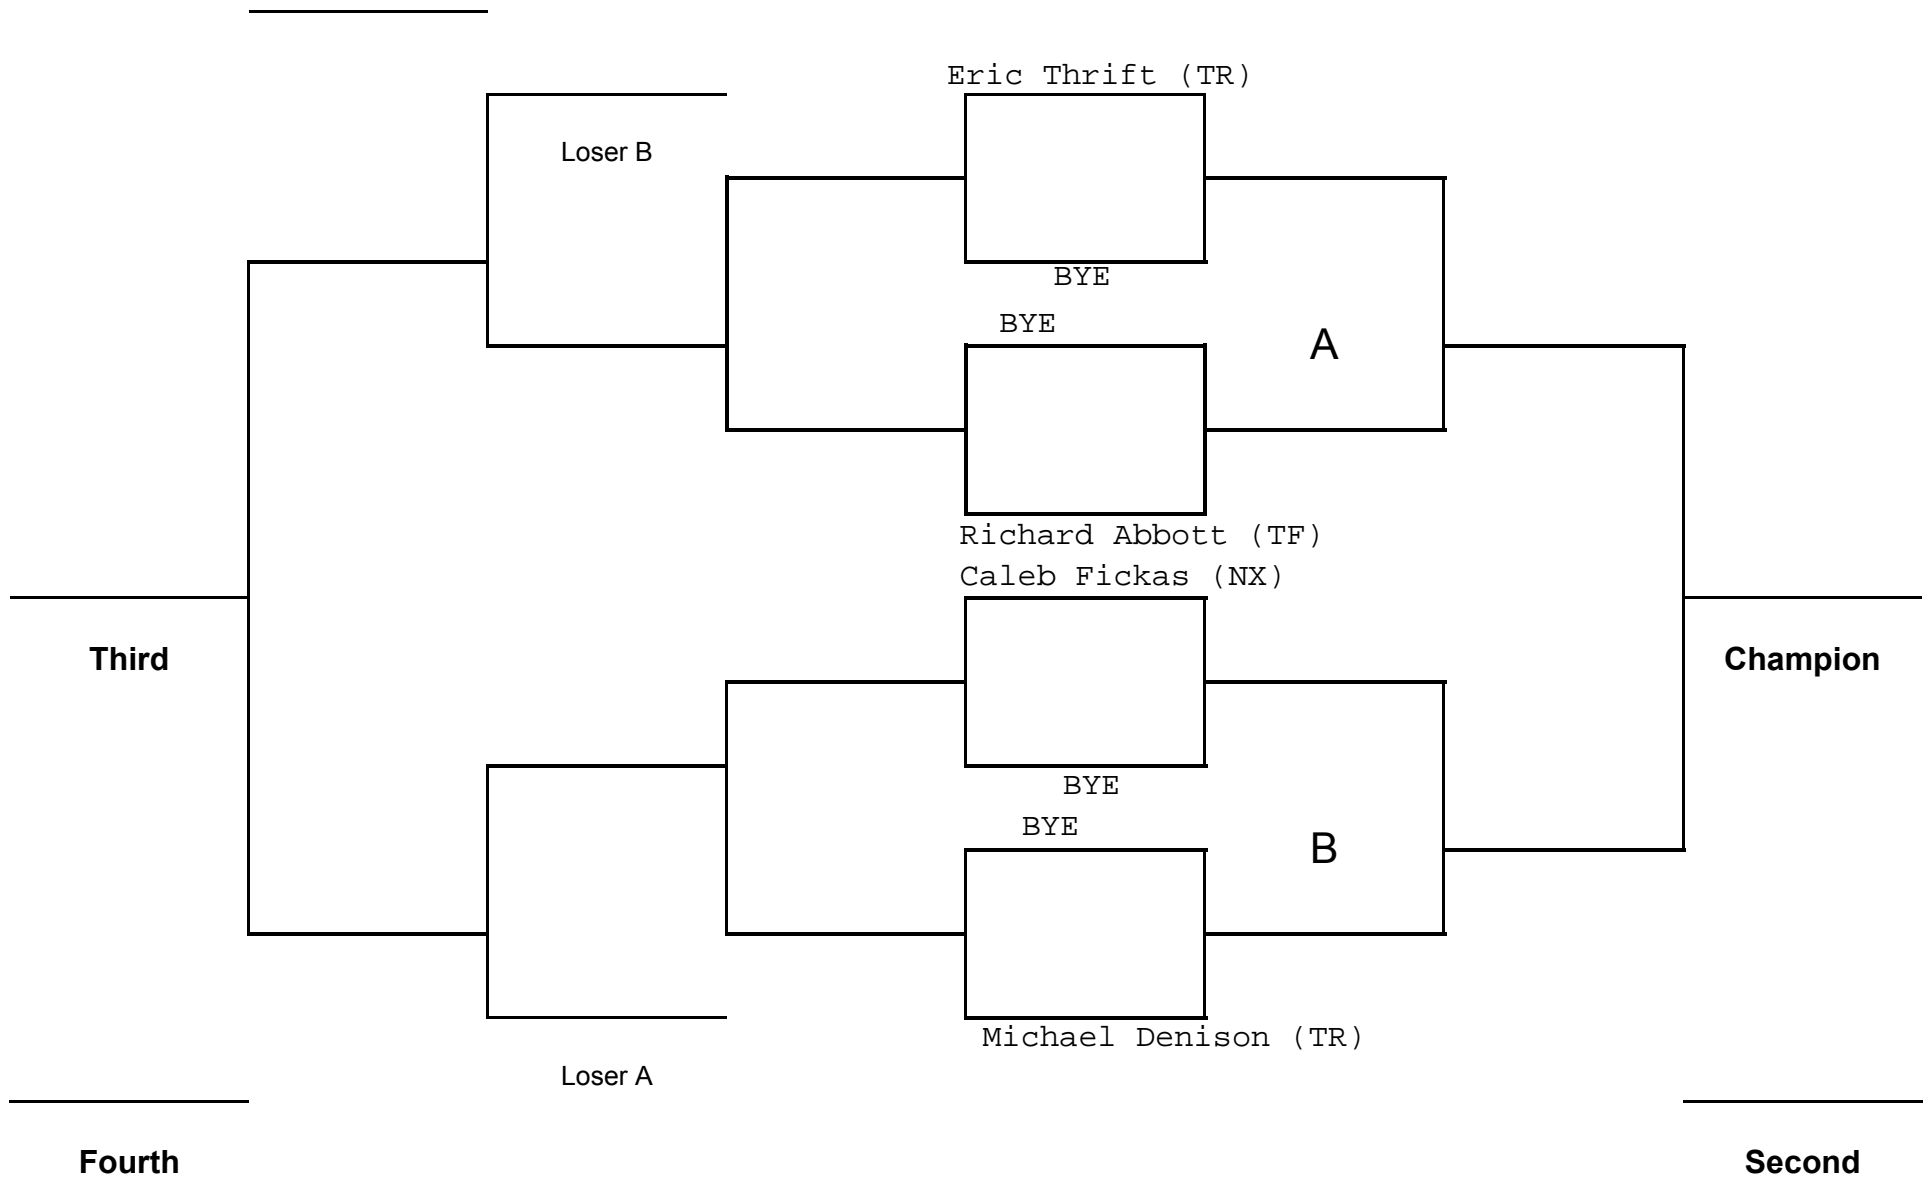 Eric Thrift (TR)
Loser B
BYE
BYE
A
Richard Abbott (TF)
Caleb Fickas (NX)
Third
Champion
BYE
BYE
B
Michael Denison (TR)
Loser A
Fourth
Second